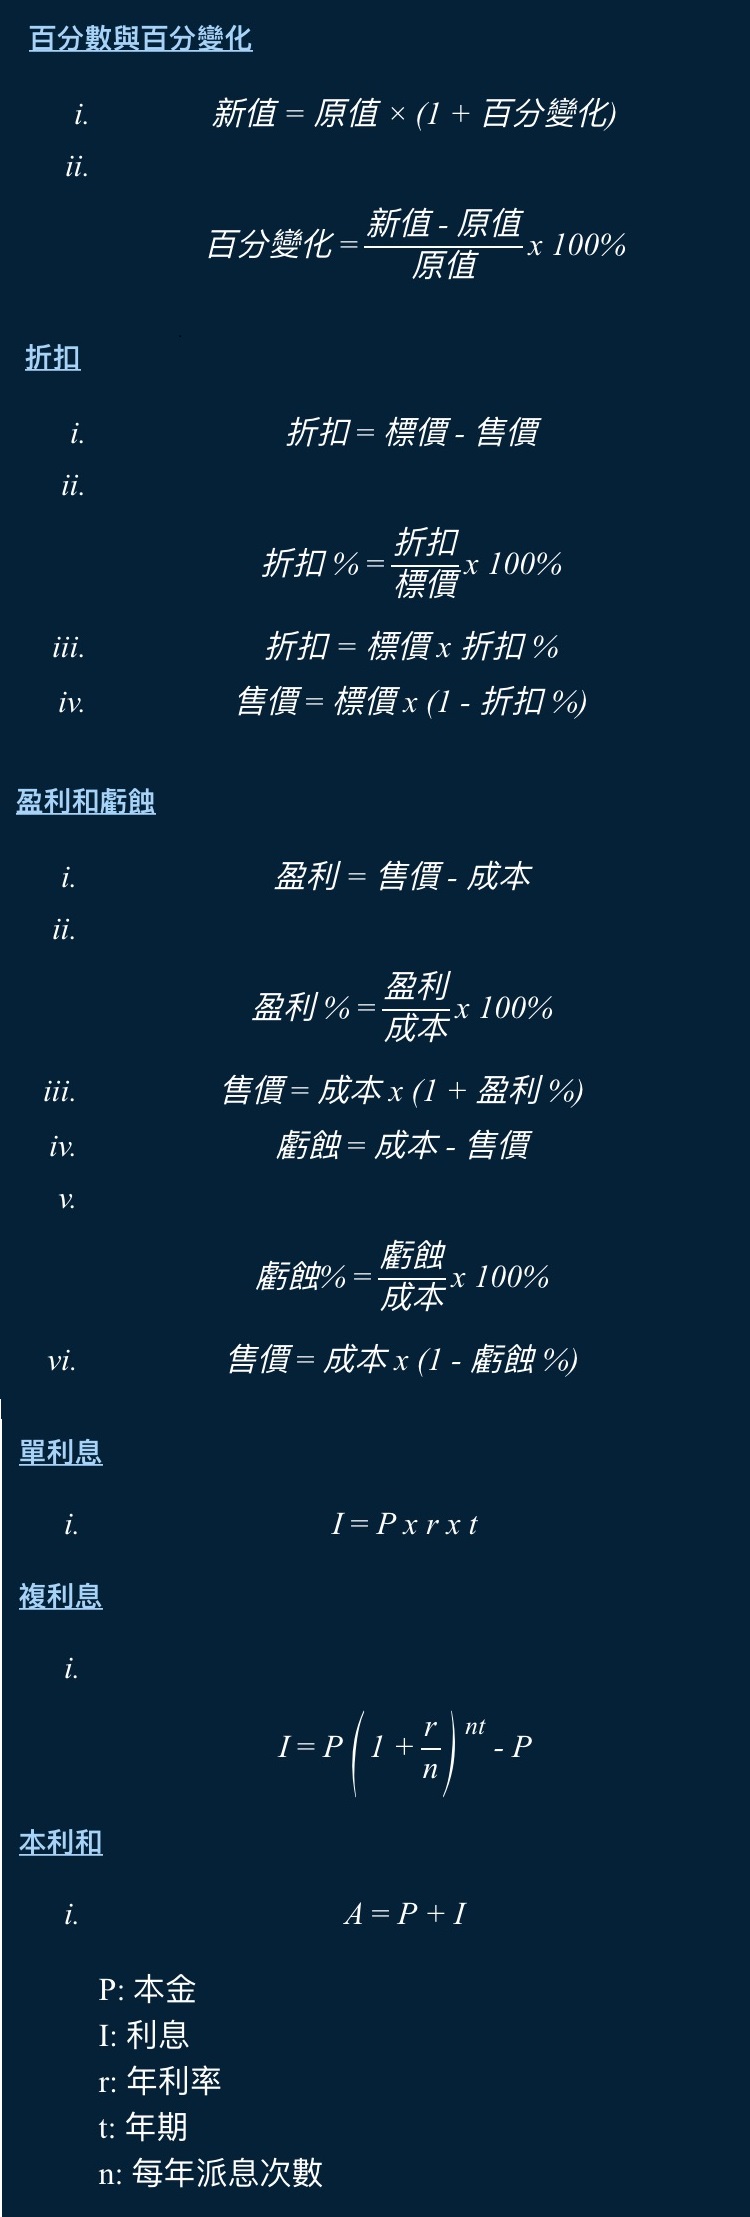 百分數與百分變化
i. 新值 = 原值 × (1 + 百分變化)
ii.
百分變化 = 新值 - 原值 / 原值 x 100%
折扣
i. 折扣 = 標價 - 售價
ii.
折扣 % = 折扣 / 標價 x 100%
iii. 折扣 = 標價 x 折扣 %
iv. 售價 = 標價 x (1 - 折扣 %)
盈利和虧蝕
i. 盈利 = 售價 - 成本
ii.
盈利 % = 盈利 / 成本 x 100%
iii. 售價 = 成本 x (1 + 盈利 %)
iv. 虧蝕 = 成本 - 售價
v.
虧蝕% = 虧蝕 / 成本 x 100%
vi. 售價 = 成本 x (1 - 虧蝕 %)
單利息
i. I = P x r x t
複利息
i.
I = P ( 1 + r / n ) nt - P
本利和
i. A = P + I
P: 本金
I: 利息
r: 年利率
t: 年期
n: 每年派息次數